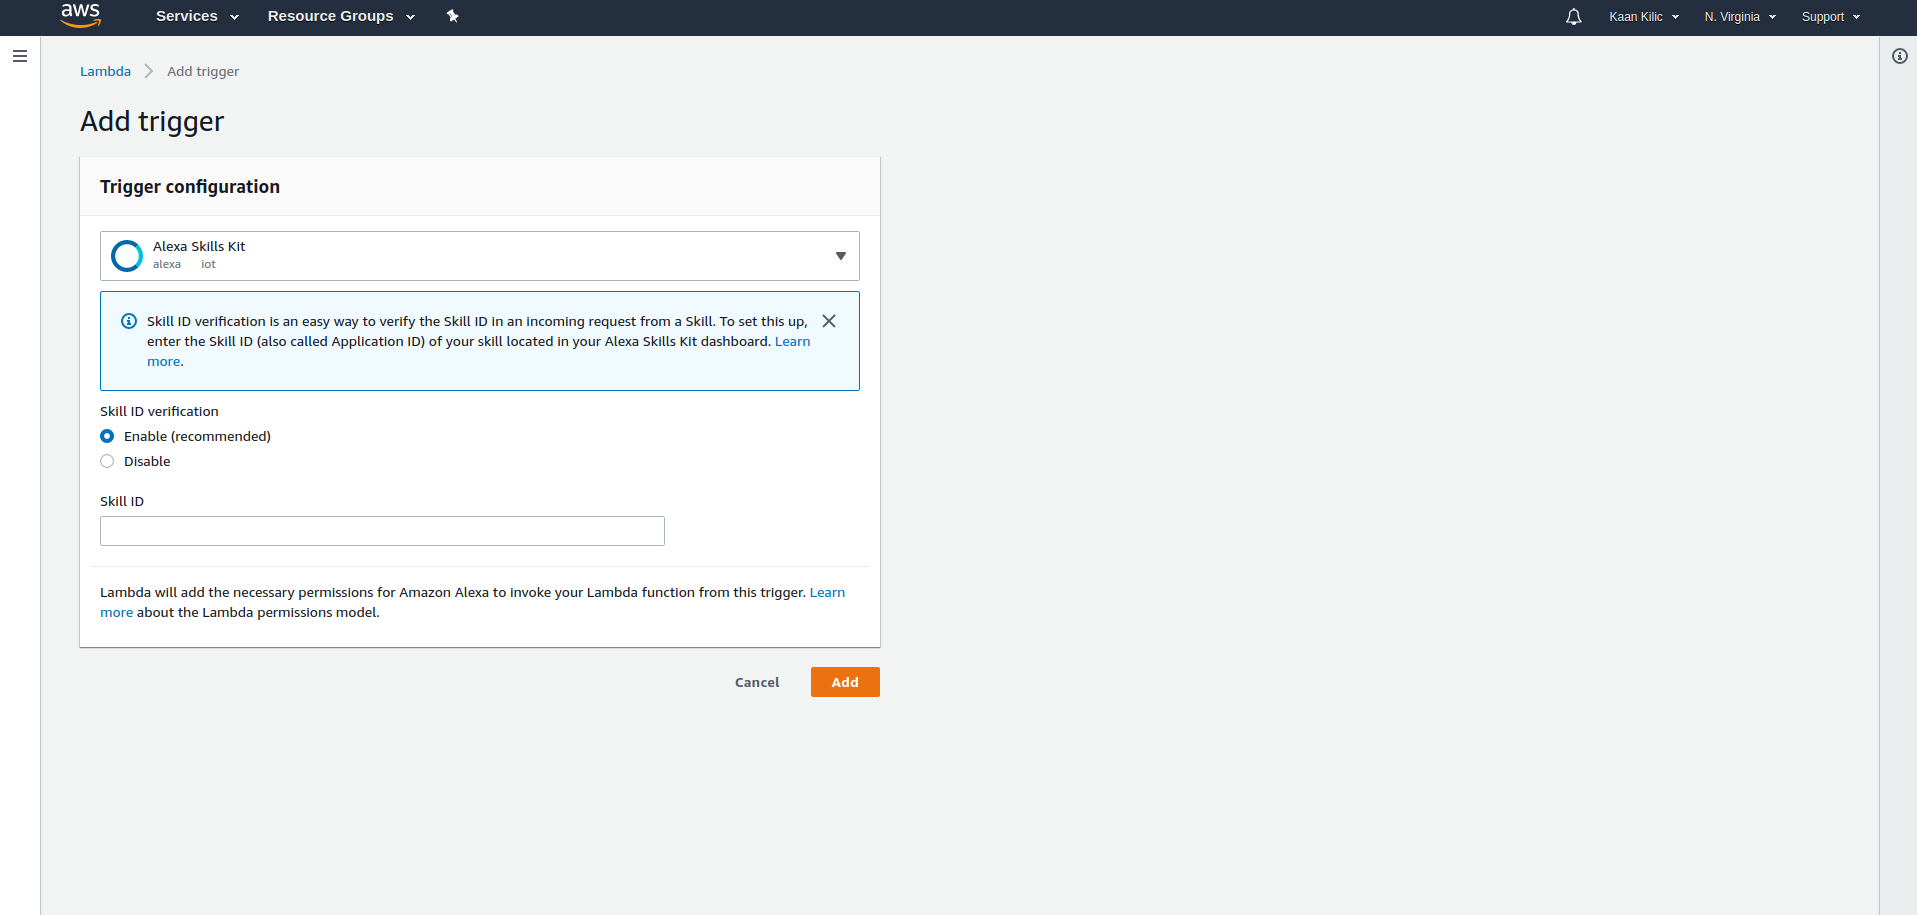 aws Services Resource Groups Kaan Kilic N. Virginia Support
Lambda Add trigger
Add trigger
Trigger configuration
Alexa Skills Kit
alexa iot
Skill ID verification is an easy way to verify the Skill ID in an incoming request from a Skill. To set this up,
enter the Skill ID (also called Application ID) of your skill located in your Alexa Skills Kit dashboard. Learn
more.
Skill ID verification
Enable (recommended)
Disable
Skill ID
Lambda will add the necessary permissions for Amazon Alexa to invoke your Lambda function from this trigger. Learn
more about the Lambda permissions model.
Cancel Add